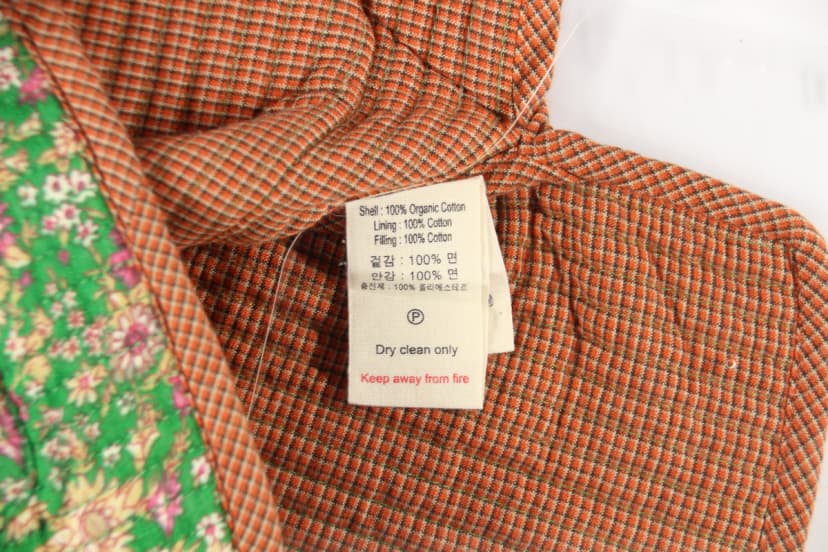 Shell : 100% Organic Cotton
Lining : 100% Cotton
Filling : 100% Cotton
겉감 : 100% 면
안감 : 100% 면
충전재 : 100% 폴리에스테르
Ⓟ
Dry clean only
Keep away from fire